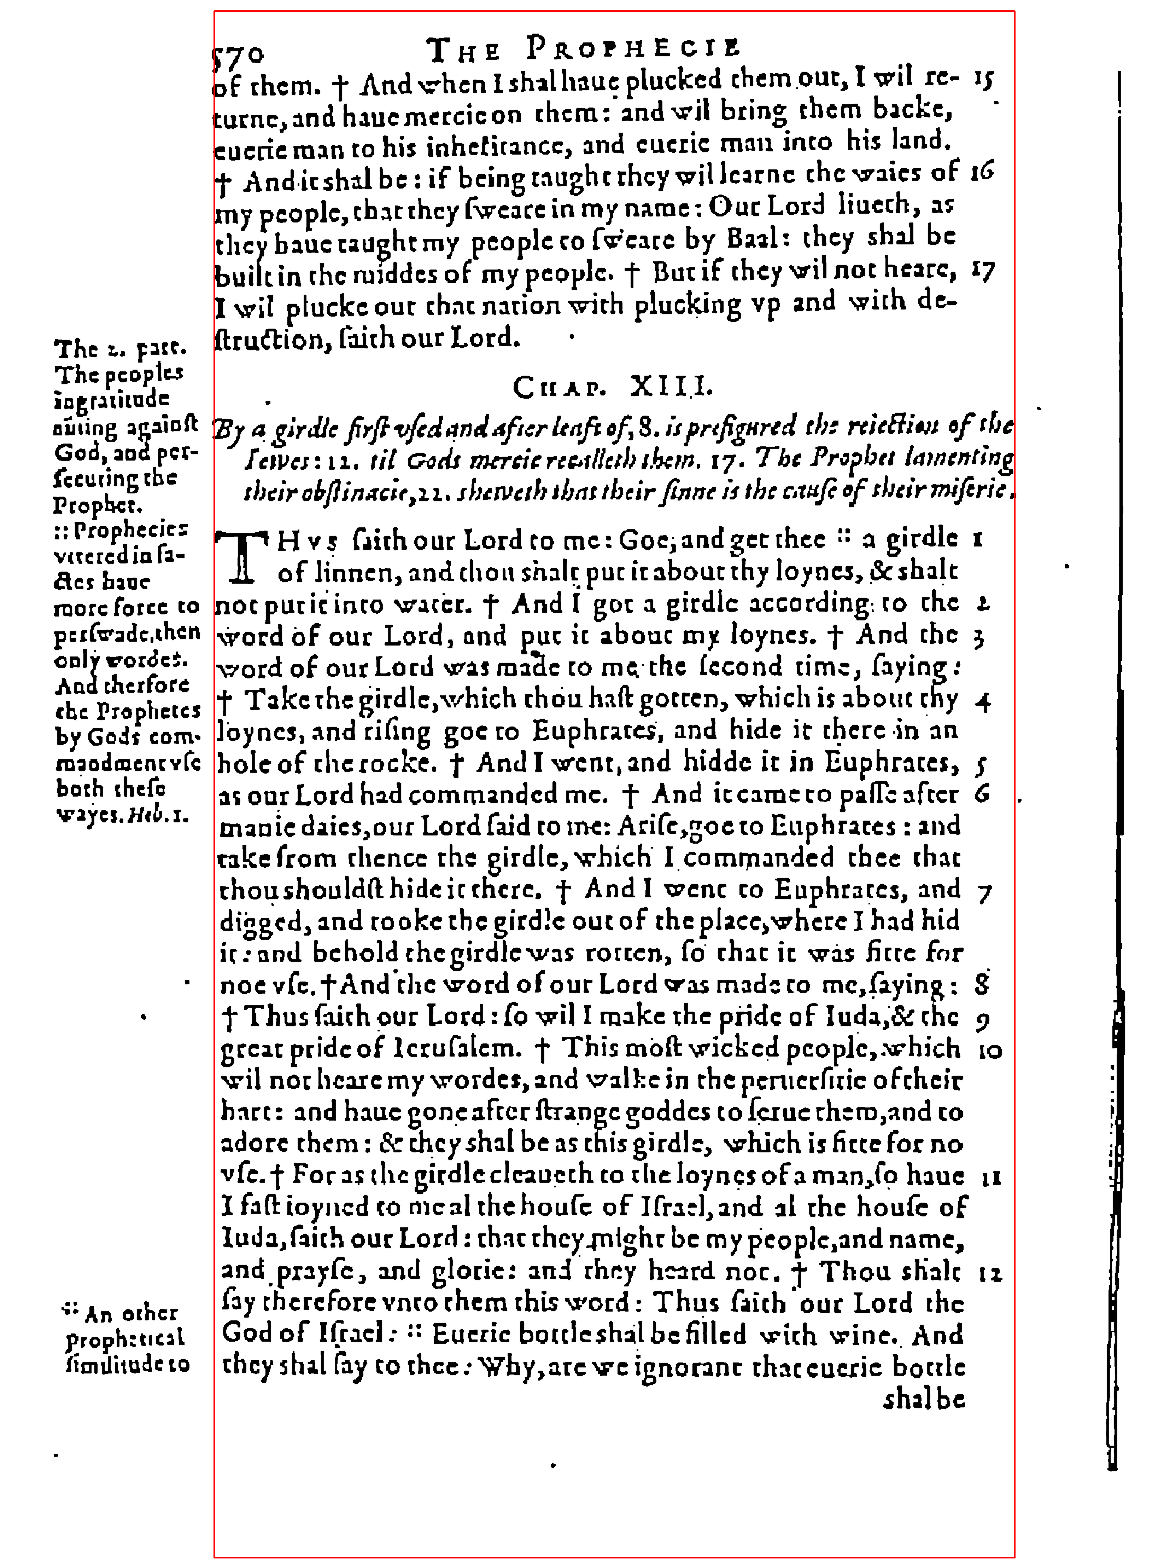 570 THE PROPHECIE
of them. † And when I shal haue plucked them out, I wil re- 15
turne, and haue mercie on them: and wil bring them backe,
euerie man to his inheritance, and euerie man into his land.
† And it shal be: if being taught they wil learne the waies of 16
my people, that they ſweare in my name: Our Lord liueth, as
they haue taught my people to ſweare by Baal: they shal be
built in the middes of my people. † But if they wil not heare, 17
I wil plucke out that nation with plucking vp and with de-
ſtruction, ſaith our Lord.
CHAP. XIII.
By a girdle firſt vſed and after leaft of, 8. is prefigured the reiection of the
Iewes: 12. til Gods mercie recalleth them. 17. The Prophet lamenting
their obſtinacie, 22. sheweth that their ſinne is the cauſe of their miſerie.
THVS ſaith our Lord to me: Goe, and get thee :: a girdle 1
of linnen, and thou shalt put it about thy loynes, & shalt
not put it into water. † And I got a girdle according to the 2
word of our Lord, and put it about my loynes. † And the 3
word of our Lord was made to me the ſecond time, ſaying:
† Take the girdle, which thou haſt gotten, which is about thy 4
loynes, and riſing goe to Euphrates, and hide it there in an
hole of the rocke. † And I went, and hidde it in Euphrates, 5
as our Lord had commanded me. † And it came to paſſe after 6
manie daies, our Lord ſaid to me: Ariſe, goe to Euphrates: and
take from thence the girdle, which I commanded thee that
thou shouldſt hide it there. † And I went to Euphrates, and 7
digged, and tooke the girdle out of the place, where I had hid
it: and behold the girdle was rotten, ſo that it was fitte for
noe vſe. † And the word of our Lord was made to me, ſaying: 8
† Thus ſaith our Lord: ſo wil I make the pride of Iuda, & the 9
great pride of Ieruſalem. † This moſt wicked people, which 10
wil not heare my wordes, and walke in the peruerſitie of their
hart: and haue gone after ſtrange goddes to ſerue them, and to
adore them: & they shal be as this girdle, which is fitte for no
vſe. † For as the girdle cleaueth to the loynes of a man, ſo haue 11
I faſt ioyned to me al the houſe of Iſrael, and al the houſe of
Iuda, ſaith our Lord: that they might be my people, and name,
and prayſe, and glorie: and they heard not. † Thou shalt 12
ſay therefore vnto them this word: Thus ſaith our Lord the
God of Iſrael: :: Euerie bottle shal be filled with wine. And
they shal ſay to thee: Why, are we ignorant that euerie bottle
shal be
The 2. part.
The peoples
ingratitude
nūting againſt
God, and per-
ſecuting the
Prophet.
:: Prophecies
vttered in fa-
ctes haue
more force to
perſwade, then
only wordes.
And therfore
the Prophetes
by Gods com-
mandment vſe
both theſe
wayes. Heb. 1.
:: An other
prophetical
ſimilitude to